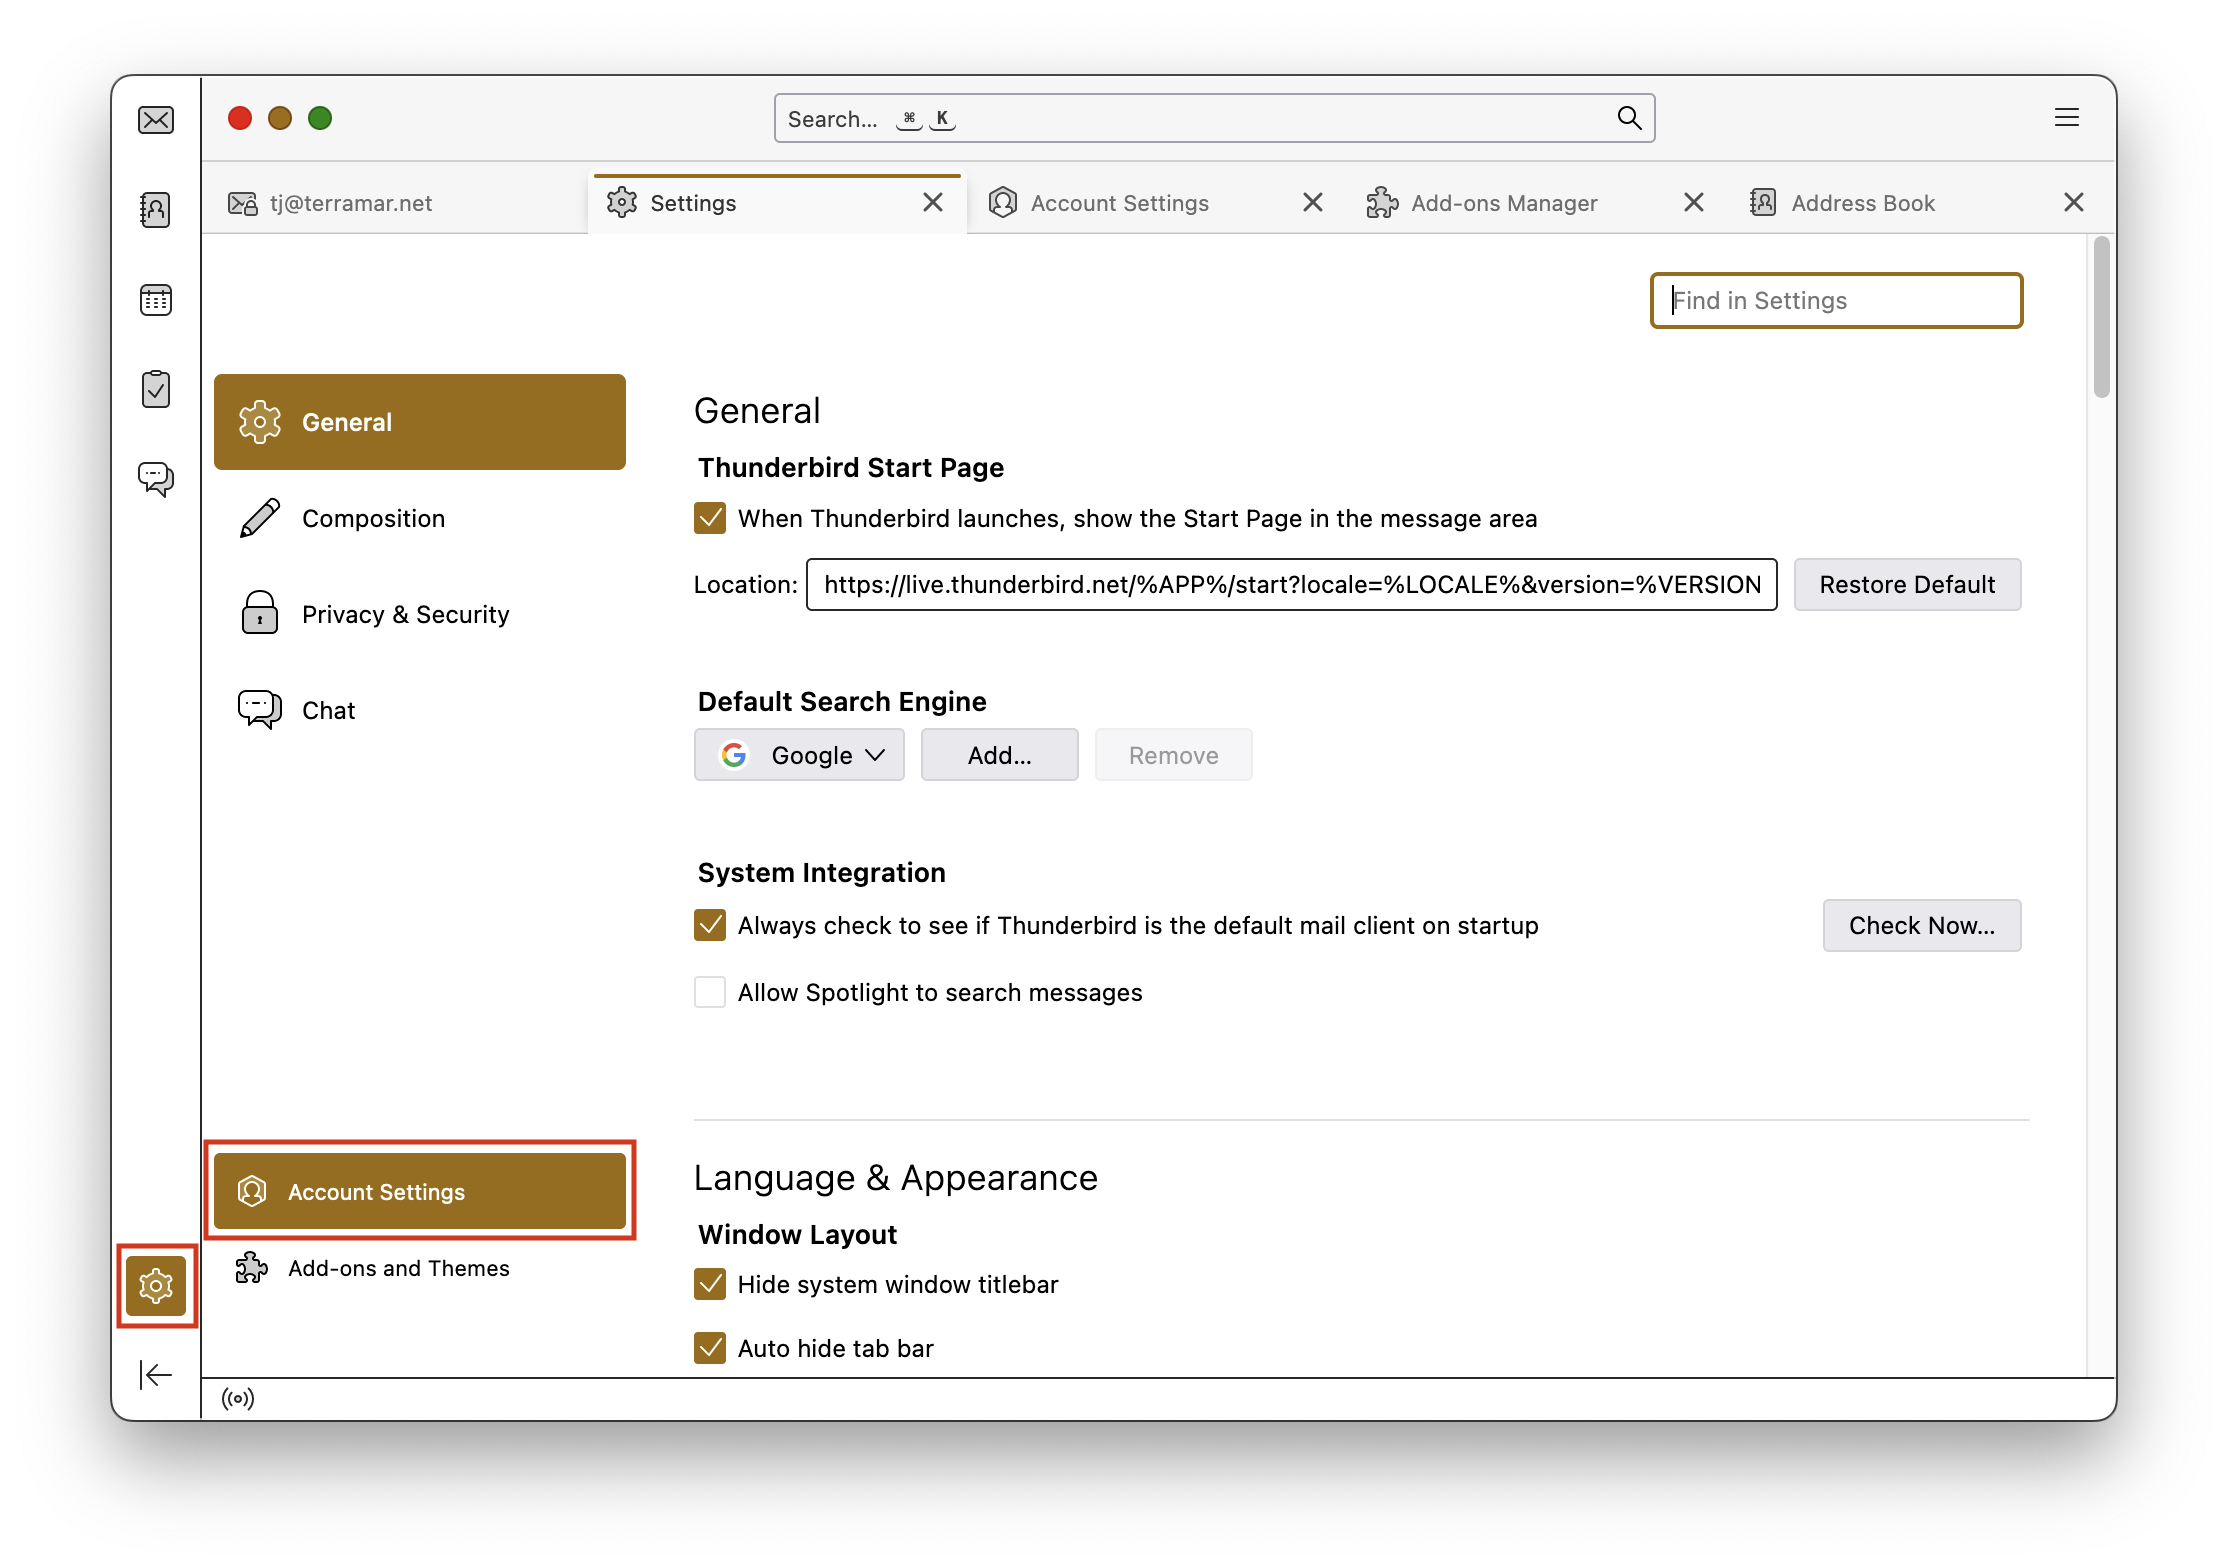 Search... ⌘ K
tj@terramar.net
Settings
Account Settings
Add-ons Manager
Address Book
Find in Settings
General
Composition
Privacy & Security
Chat
Account Settings
Add-ons and Themes
General
Thunderbird Start Page
When Thunderbird launches, show the Start Page in the message area
Location: https://live.thunderbird.net/%APP%/start?locale=%LOCALE%&version=%VERSION Restore Default
Default Search Engine
Google Add... Remove
System Integration
Always check to see if Thunderbird is the default mail client on startup Check Now...
Allow Spotlight to search messages
Language & Appearance
Window Layout
Hide system window titlebar
Auto hide tab bar